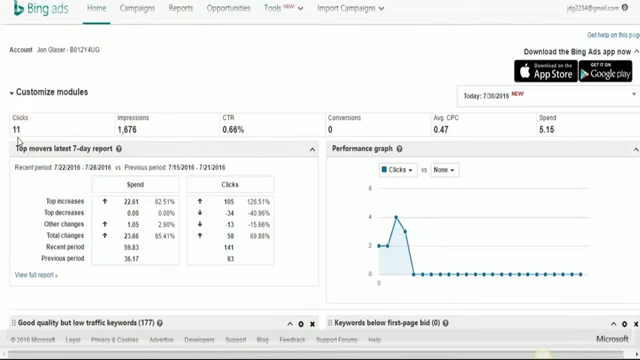 Bing ads
Home Campaigns Reports Opportunities Tools NEW! Import Campaigns jdg2234@gmail.com
Get help on this page
Account Jon Glaser - B012Y4UG
Download the Bing Ads app now
Download on the App Store GET IT ON Google play
Customize modules
Today: 7/30/2016 NEW!
Clicks Impressions CTR Conversions Avg. CPC Spend
11 1,676 0.66% 0 0.47 5.15
Top movers latest 7-day report Performance graph
Recent period: 7/22/2016 - 7/28/2016 vs Previous period: 7/15/2016 - 7/21/2016
Clicks vs None
Spend Clicks
Top increases 22.61 62.51% 105 126.51%
Top decreases 0.00 0.00% -34 -40.96%
Other changes 1.05 2.90% -13 -15.66%
Total changes 23.66 65.41% 58 69.88%
Recent period 59.83 141
Previous period 36.17 83
6
4
2
0
0
View full report »
Good quality but low traffic keywords (177) Keywords below first-page bid (0)
© 2016 Microsoft Legal Privacy & Cookies Advertise Developers Support Blog Feedback Support Forums Help Microsoft